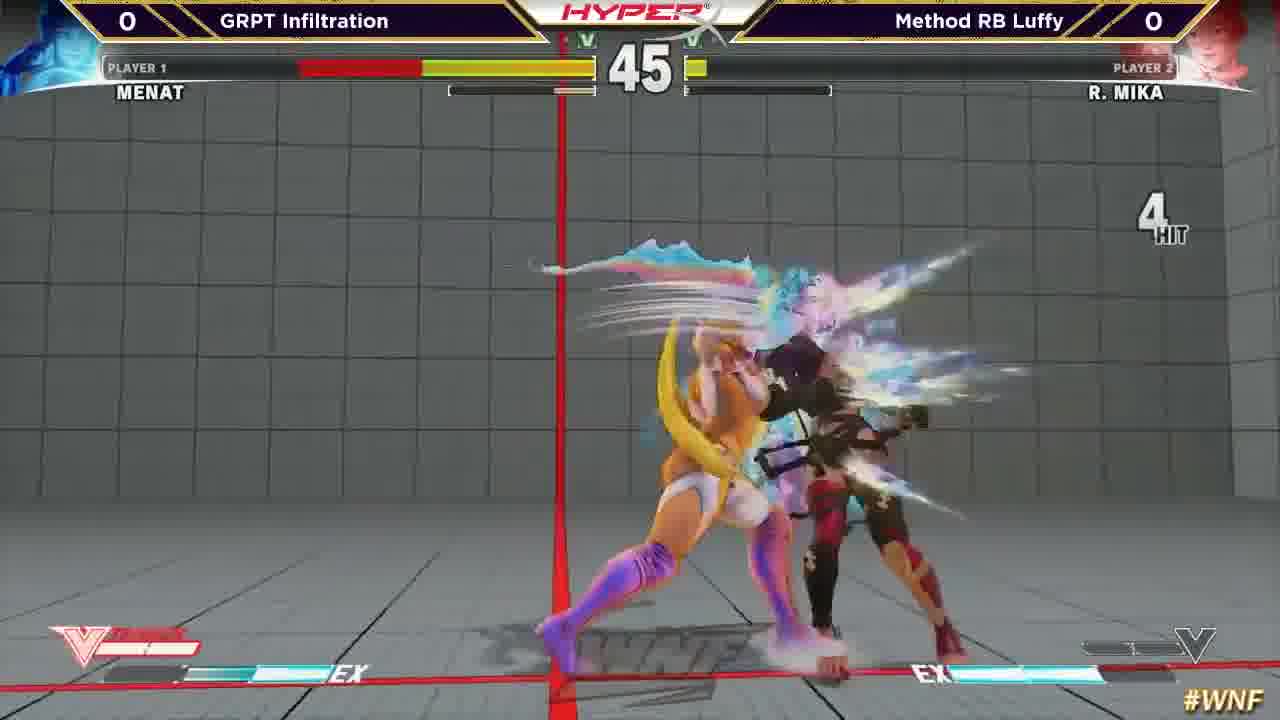 0 GRPT Infiltration HYPERX Method RB Luffy 0
PLAYER 1 V 45 V PLAYER 2
MENAT R. MIKA
4 HIT
WNF
V V
EX EX
#WNF